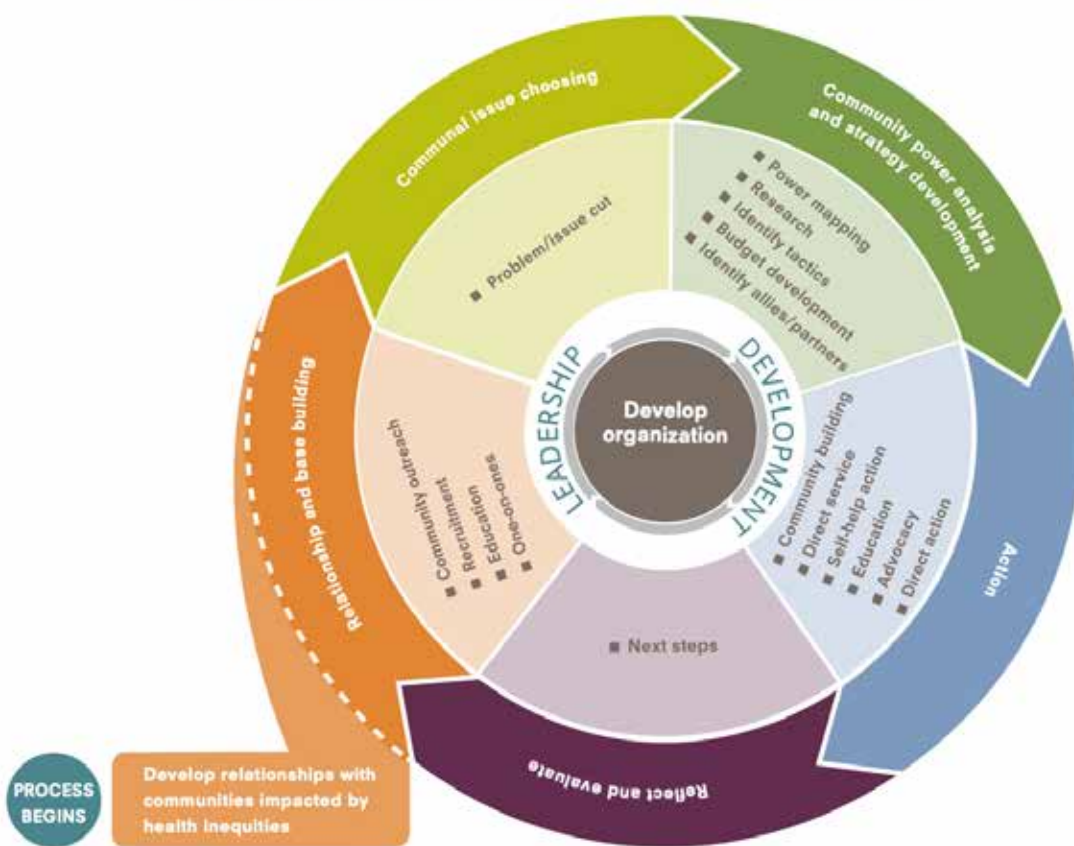 PROCESS
BEGINS
Develop relationships with
communities impacted by
health inequities
Relationship and base building
■ Community outreach
■ Recruitment
■ Education
■ One-on-ones
Communal issue choosing
■ Problem/issue cut
Community power analysis
and strategy development
■ Power mapping
■ Research
■ Identify tactics
■ Budget development
■ Identify allies/partners
Action
■ Community building
■ Direct service
■ Self-help action
■ Education
■ Advocacy
■ Direct action
Reflect and evaluate
■ Next steps
LEADERSHIP
DEVELOPMENT
Develop
organization